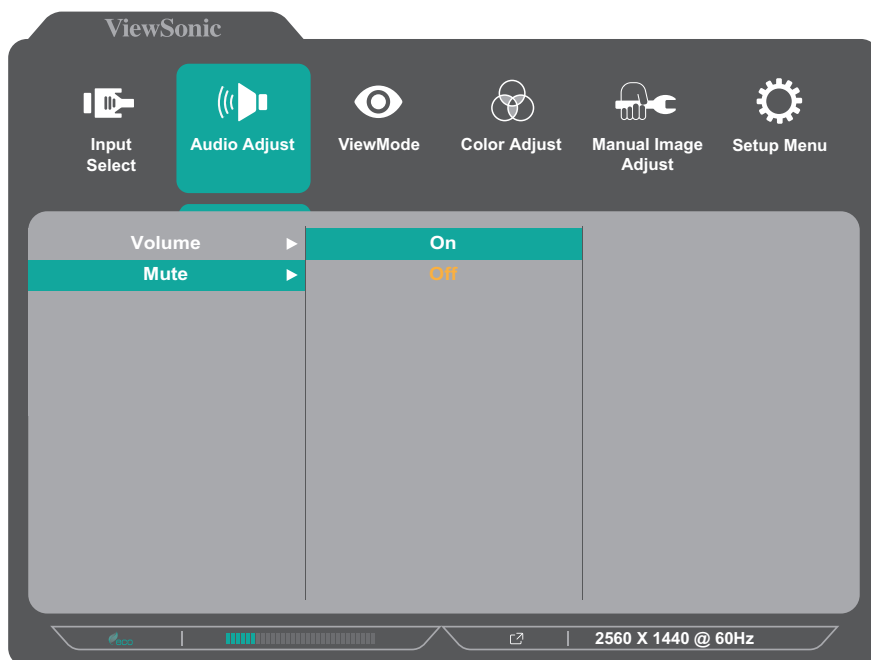 ViewSonic
Input
Select
Audio Adjust
ViewMode
Color Adjust
Manual Image
Adjust
Setup Menu
Volume
On
Mute
Off
eco
2560 X 1440 @ 60Hz